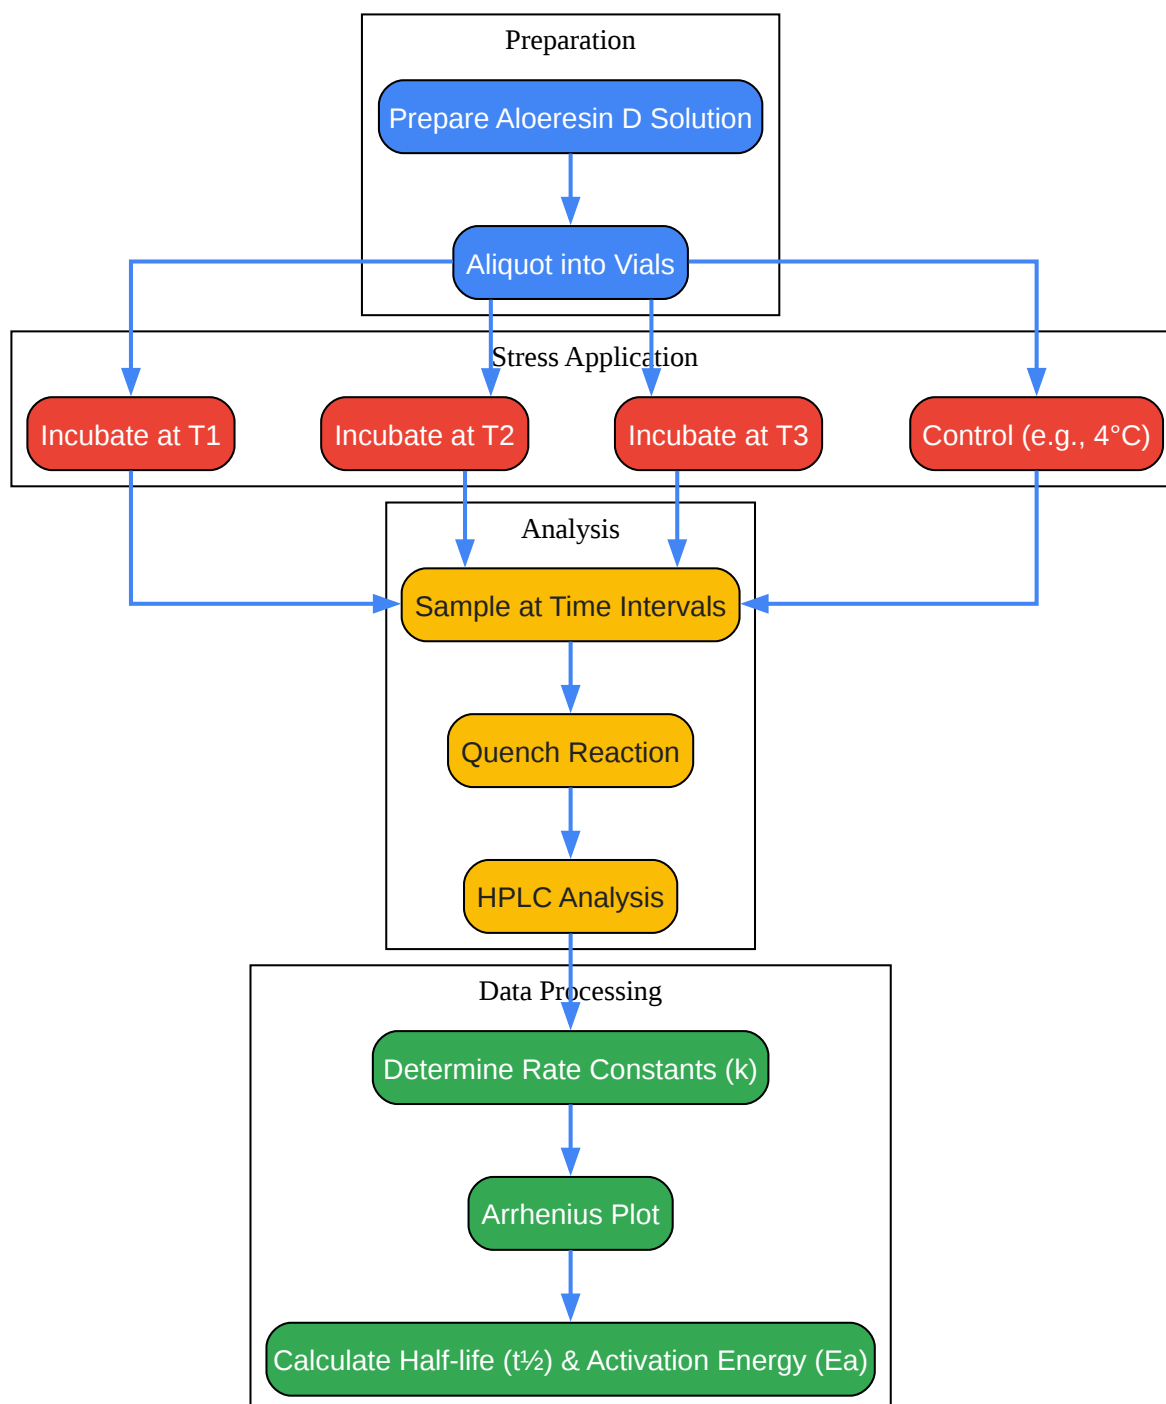 Preparation
Prepare Aloeresin D Solution
Aliquot into Vials
Stress Application
Incubate at T1
Incubate at T2
Incubate at T3
Control (e.g., 4°C)
Analysis
Sample at Time Intervals
Quench Reaction
HPLC Analysis
Data Processing
Determine Rate Constants (k)
Arrhenius Plot
Calculate Half-life (t½) & Activation Energy (Ea)